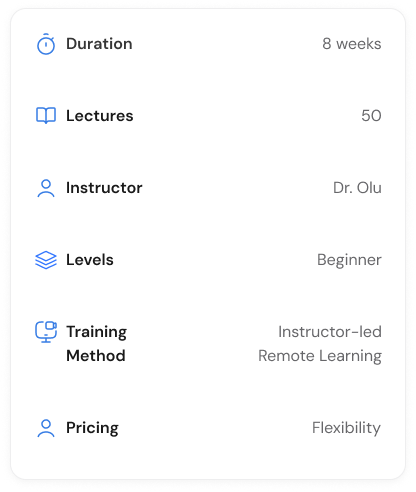 Duration 8 weeks
Lectures 50
Instructor Dr. Olu
Levels Beginner
Training Instructor-led
Method Remote Learning
Pricing Flexibility